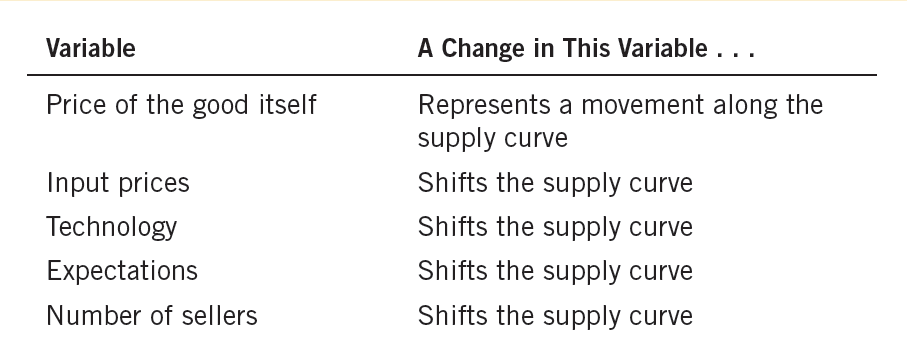 Variable A Change in This Variable . . .
Price of the good itself Represents a movement along the
supply curve
Input prices Shifts the supply curve
Technology Shifts the supply curve
Expectations Shifts the supply curve
Number of sellers Shifts the supply curve